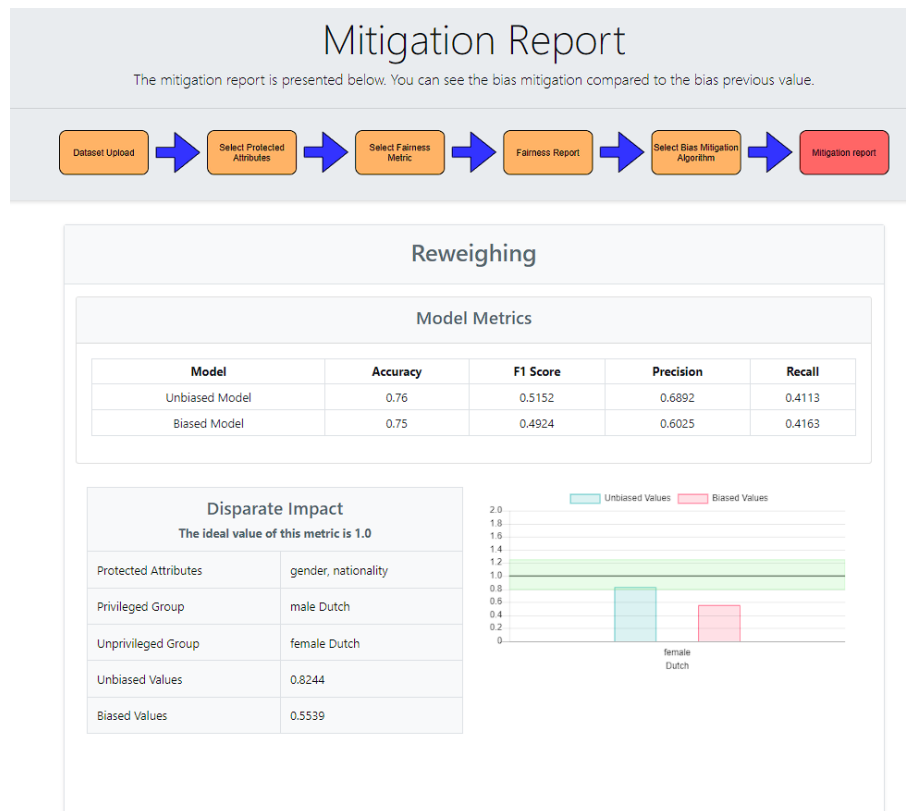 Mitigation Report
The mitigation report is presented below. You can see the bias mitigation compared to the bias previous value.
Dataset Upload
Select Protected
Attributes
Select Fairness
Metric
Fairness Report
Select Bias Mitigation
Algorithm
Mitigation report
Reweighing
Model Metrics
Model Accuracy F1 Score Precision Recall
Unbiased Model 0.76 0.5152 0.6892 0.4113
Biased Model 0.75 0.4924 0.6025 0.4163
Disparate Impact
The ideal value of this metric is 1.0
Protected Attributes gender, nationality
Privileged Group male Dutch
Unprivileged Group female Dutch
Unbiased Values 0.8244
Biased Values 0.5539
Unbiased Values Biased Values
2.0
1.8
1.6
1.4
1.2
1.0
0.8
0.6
0.4
0.2
0
female
Dutch